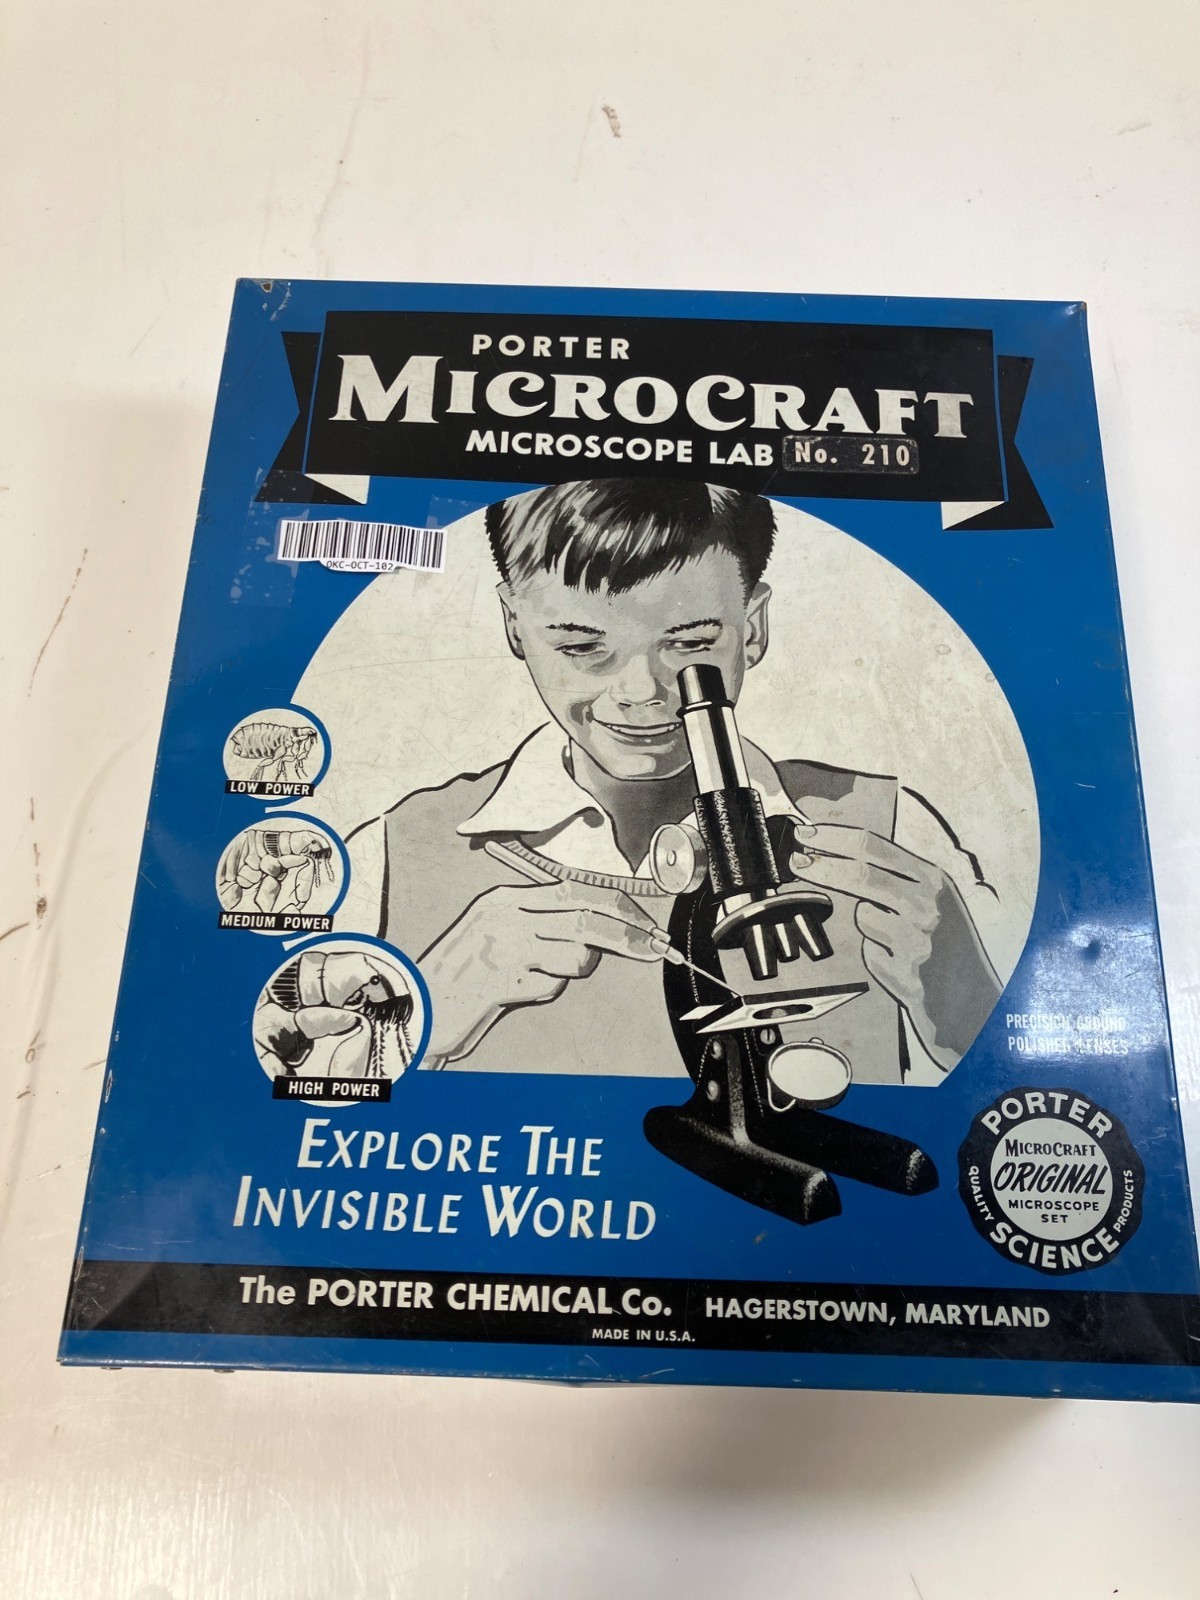 PORTER
MICROCRAFT
MICROSCOPE LAB No. 210
OKC-OCT-102
LOW POWER
MEDIUM POWER
HIGH POWER
PRECISION GROUND
POLISHED LENSES
EXPLORE THE
INVISIBLE WORLD
PORTER
MICROCRAFT
ORIGINAL
MICROSCOPE
SET
QUALITY
SCIENCE
PRODUCTS
The PORTER CHEMICAL Co. HAGERSTOWN, MARYLAND
MADE IN U.S.A.